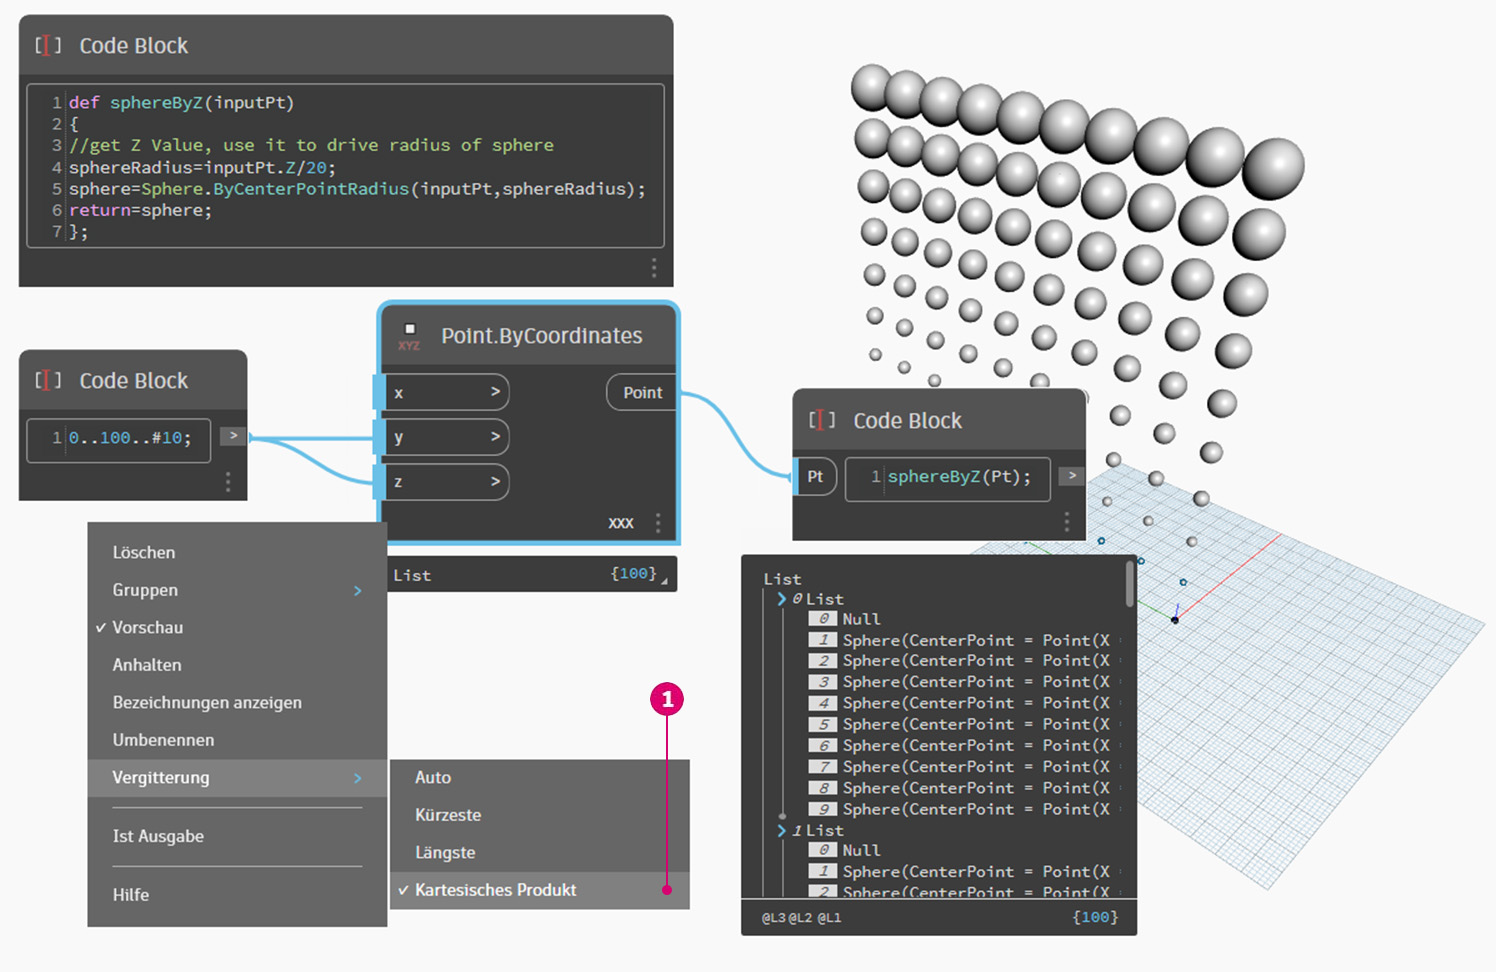 Code Block
1 def sphereByZ(inputPt)
2 {
3 //get Z Value, use it to drive radius of sphere
4 sphereRadius=inputPt.Z/20;
5 sphere=Sphere.ByCenterPointRadius(inputPt,sphereRadius);
6 return=sphere;
7 };
Code Block
1 0..100..#10;
>
XYZ
Point.ByCoordinates
x >
Point
y >
z >
XXX
List
{100}
Code Block
Pt
1 sphereByZ(Pt);
>
Löschen
Gruppen >
✓ Vorschau
Anhalten
Bezeichnungen anzeigen
Umbenennen
Vergitterung >
Ist Ausgabe
Hilfe
1
Auto
Kürzeste
Längste
✓ Kartesisches Produkt
List
0 List
0 Null
1 Sphere(CenterPoint = Point(X
2 Sphere(CenterPoint = Point(X
3 Sphere(CenterPoint = Point(X
4 Sphere(CenterPoint = Point(X
5 Sphere(CenterPoint = Point(X
6 Sphere(CenterPoint = Point(X
7 Sphere(CenterPoint = Point(X
8 Sphere(CenterPoint = Point(X
9 Sphere(CenterPoint = Point(X
1 List
0 Null
1 Sphere(CenterPoint = Point(X
2 Sphere(CenterPoint = Point(X
@L3 @L2 @L1
{100}